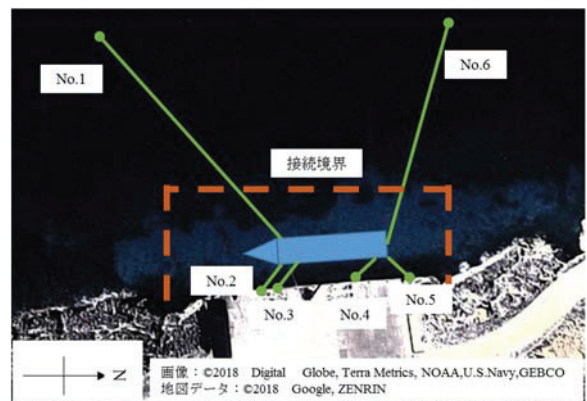 No.1
No.6
接続境界
No.2
No.3
No.4
No.5
N
画像：©2018 Digital Globe, Terra Metrics, NOAA,U.S.Navy,GEBCO
地図データ：©2018 Google, ZENRIN